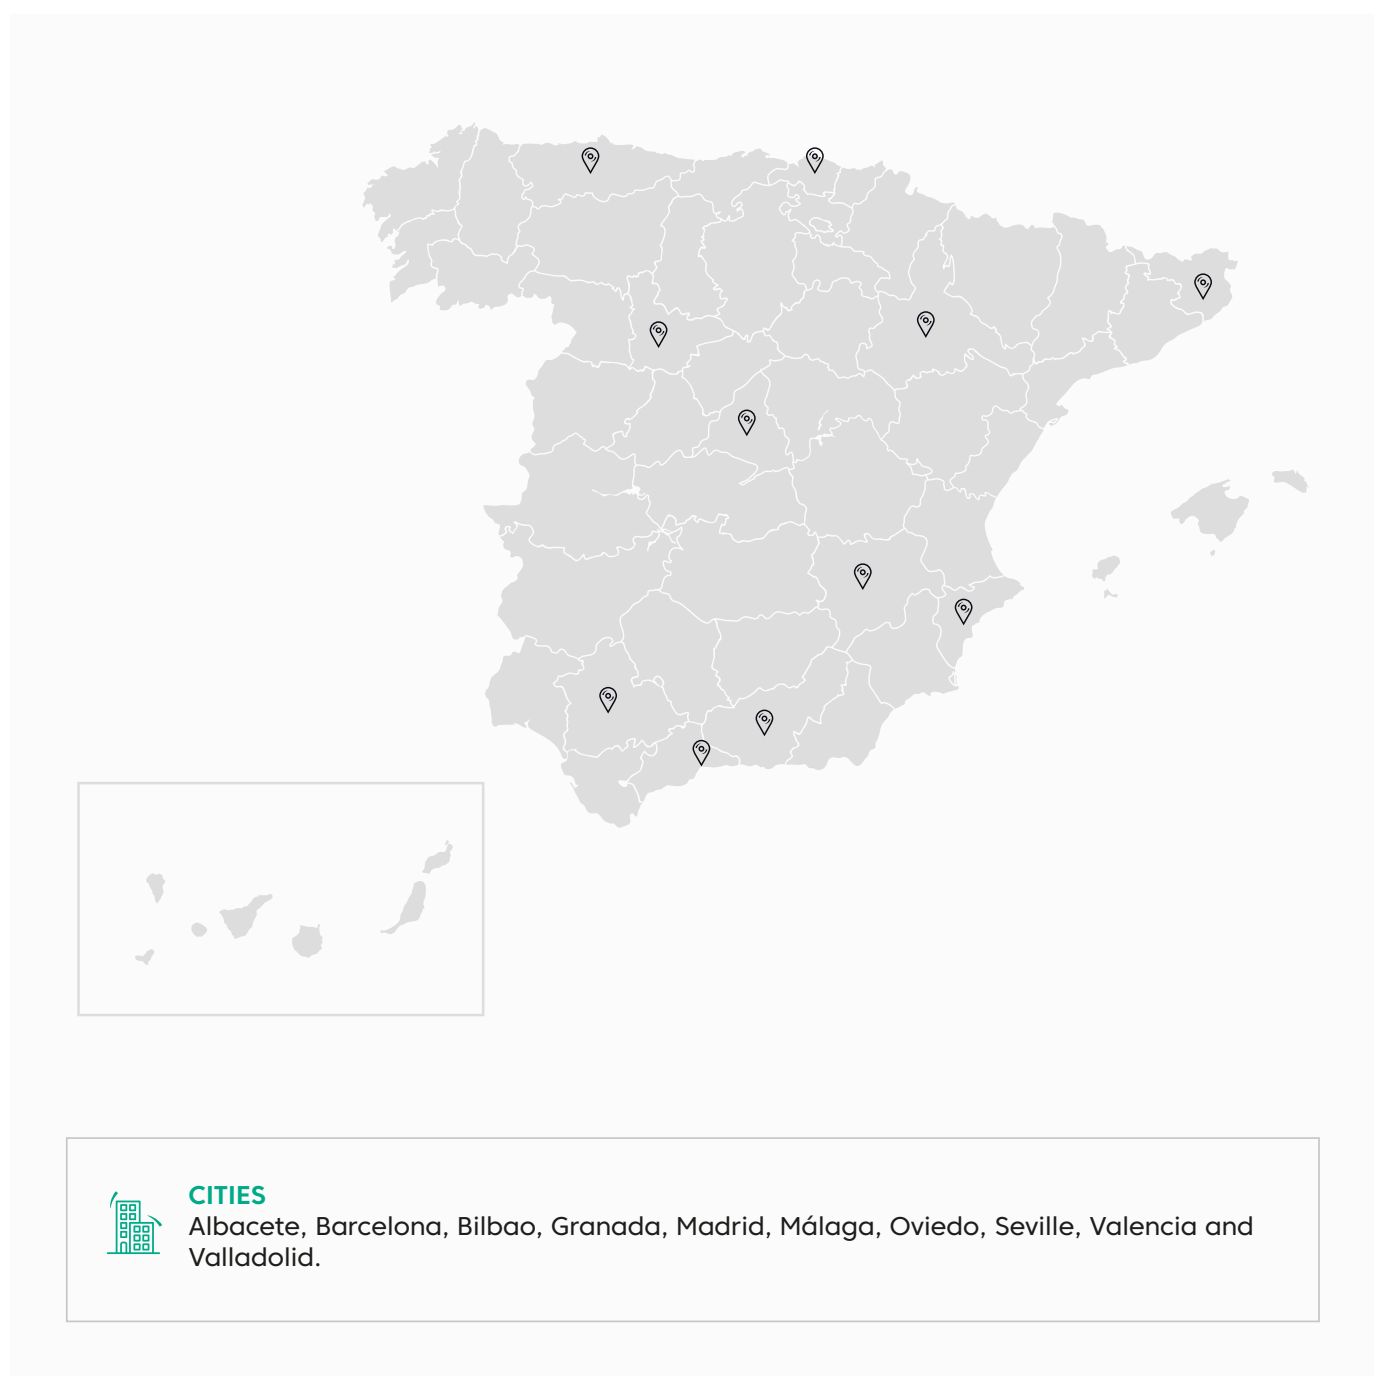 CITIES
Albacete, Barcelona, Bilbao, Granada, Madrid, Málaga, Oviedo, Seville, Valencia and
Valladolid.